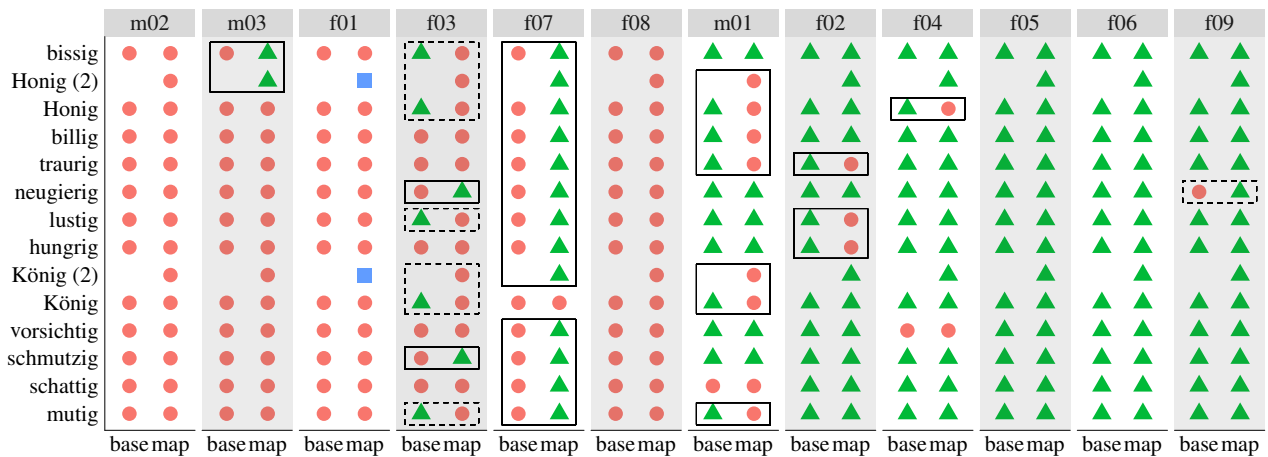 m02 m03 f01 f03 f07 f08 m01 f02 f04 f05 f06 f09
bissig
Honig (2)
Honig
billig
traurig
neugierig
lustig
hungrig
König (2)
König
vorsichtig
schmutzig
schattig
mutig
base map base map base map base map base map base map base map base map base map base map base map base map